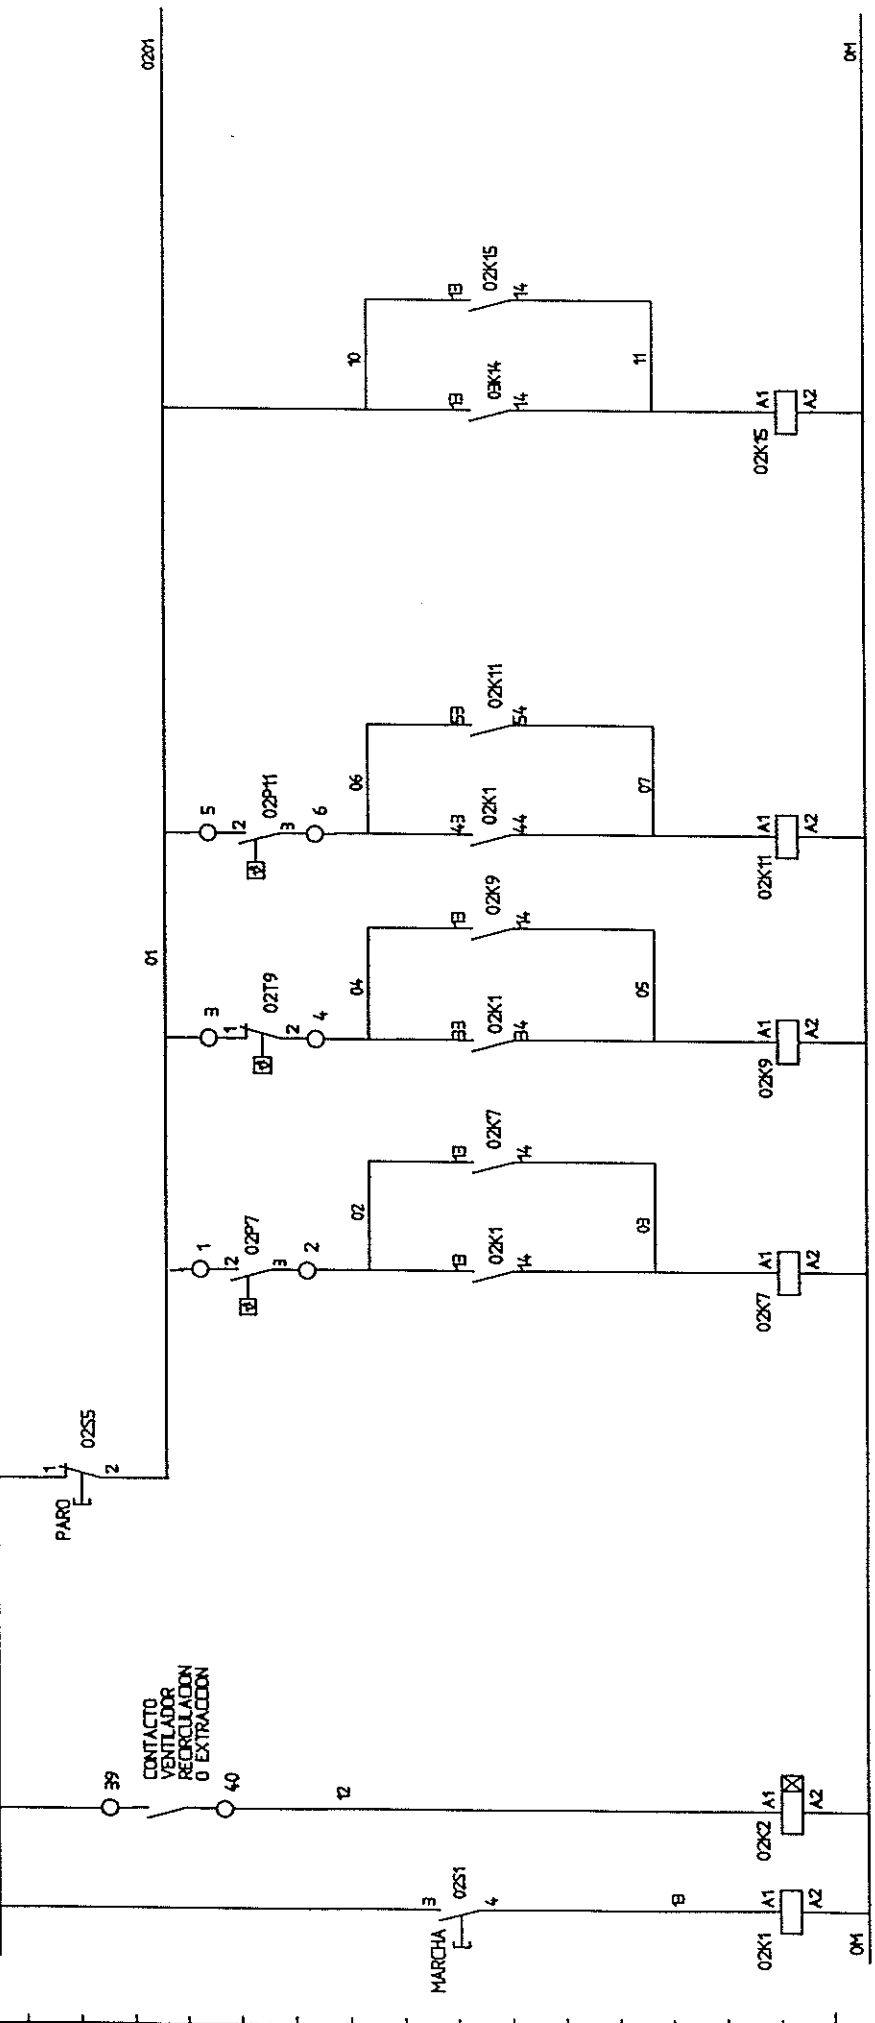 0201
0M
10
13
02K15
14
13
03K14
14
11
A1
02K15
A2
5
2
02P11
3
6
06
53
02K11
54
43
02K1
44
07
A1
02K11
A2
01
3
1
02T9
2
4
04
13
02K9
14
33
02K1
34
05
A1
02K9
A2
1
2
02P7
3
2
02
13
02K7
14
13
02K1
14
03
A1
02K7
A2
PARO
1
02S5
2
39
CONTACTO
VENTILADOR
RECIRCULACION
O EXTRACCION
40
12
A1
02K2
A2
MARCHA
3
02S1
4
13
A1
02K1
A2
0M